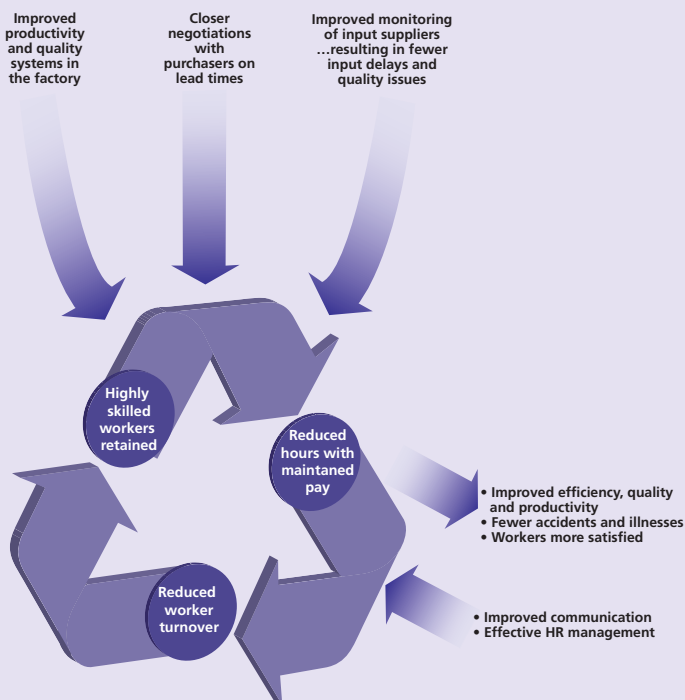 Improved
productivity
and quality
systems in
the factory
Closer
negotiations
with
purchasers on
lead times
Improved monitoring
of input suppliers
...resulting in fewer
input delays and
quality issues
Highly
skilled
workers
retained
Reduced
hours with
maintaned
pay
• Improved efficiency, quality
and productivity
• Fewer accidents and illnesses
• Workers more satisfied
Reduced
worker
turnover
• Improved communication
• Effective HR management